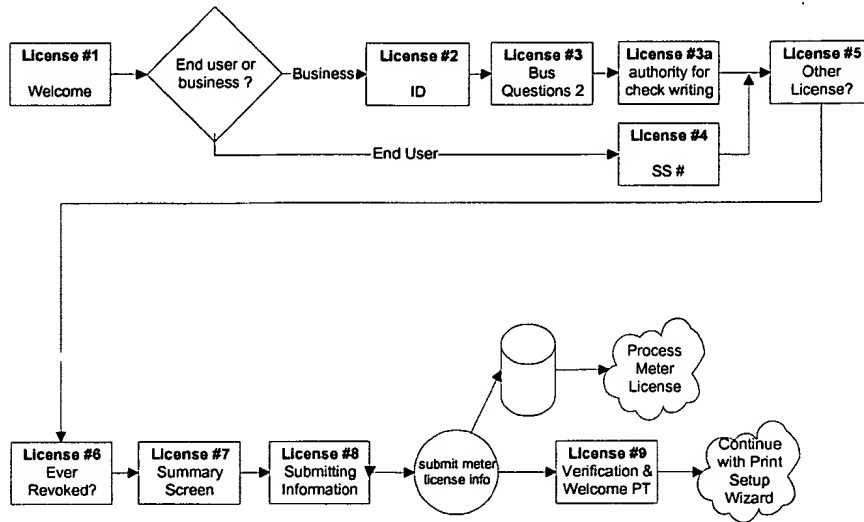 License #1
Welcome
End user or
business ?
Business
License #2
ID
License #3
Bus
Questions 2
License #3a
authority for
check writing
License #5
Other
License?
End User
License #4
SS #
Process
Meter
License
License #6
Ever
Revoked?
License #7
Summary
Screen
License #8
Submitting
Information
submit meter
license info
License #9
Verification &
Welcome PT
Continue
with Print
Setup
Wizard